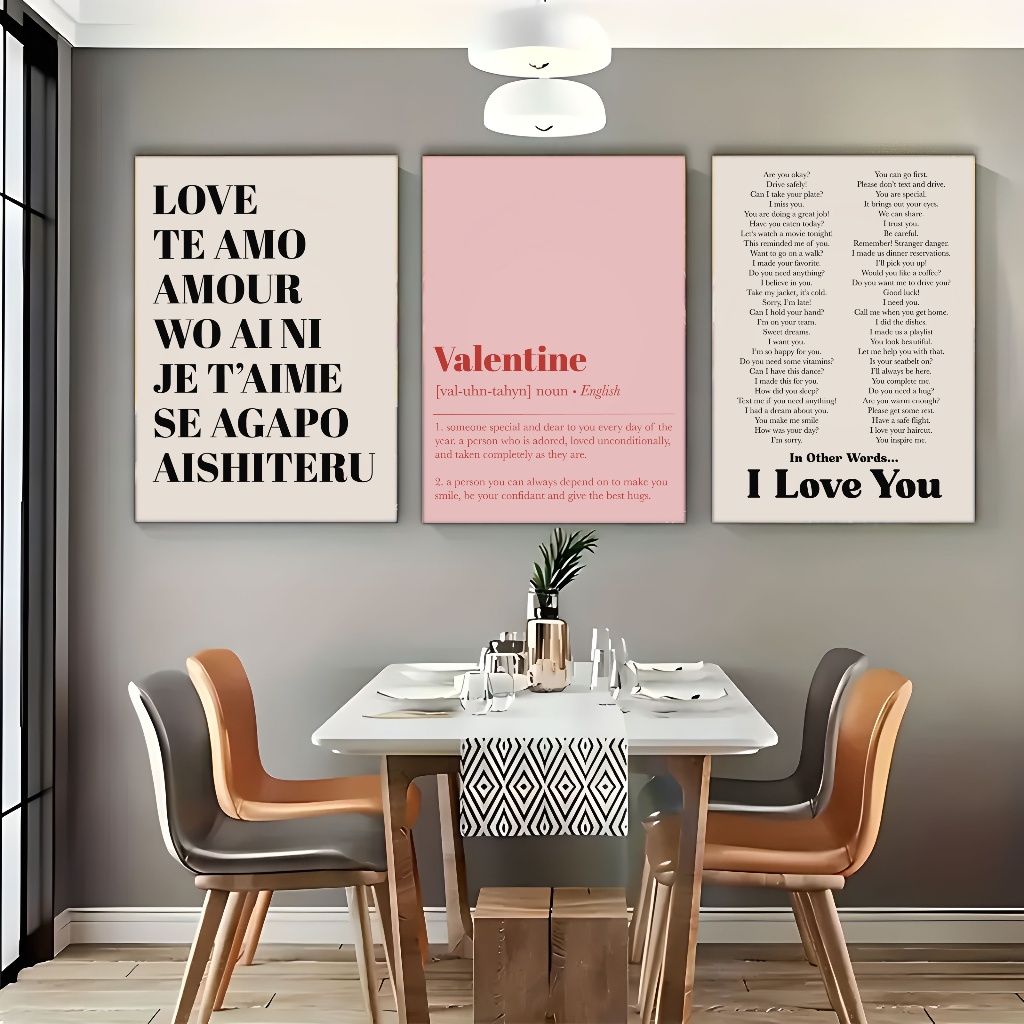 LOVE
TE AMO
AMOUR
WO AI NI
JE T'AIME
SE AGAPO
AISHITERU
Valentine
[val-uhn-tahyn] noun • English
1. someone special and dear to you every day of the
year. a person who is adored, loved unconditionally,
and taken completely as they are.
2. a person you can always depend on to make you
smile, be your confidant and give the best hugs.
Are you okay?
Drive safely!
Can I take your plate?
I miss you.
You are doing a great job!
Have you eaten today?
Let's watch a movie tonight!
This reminded me of you.
Want to go on a walk?
I made your favorite.
Do you need anything?
I believe in you.
Take my jacket, it's cold.
Sorry, I'm late!
Can I hold your hand?
I'm on your team.
Sweet dreams.
I want you.
I'm so happy for you.
Do you need some vitamins?
Can I have this dance?
I made this for you.
How did you sleep?
Text me if you need anything!
I had a dream about you.
You make me smile
How was your day?
I'm sorry.
You can go first.
Please don't text and drive.
You are special.
It brings out your eyes.
We can share.
I trust you.
Be careful.
Remember! Stranger danger.
I made us dinner reservations.
I'll pick you up!
Would you like a coffee?
Do you want me to drive you?
Good luck!
I need you.
Call me when you get home.
I did the dishes.
I made us a playlist
You look beautiful.
Let me help you with that.
Is your seatbelt on?
I'll always be here.
You complete me.
Do you need a hug?
Are you warm enough?
Please get some rest.
Have a safe flight.
I love your haircut.
You inspire me.
In Other Words...
I Love You